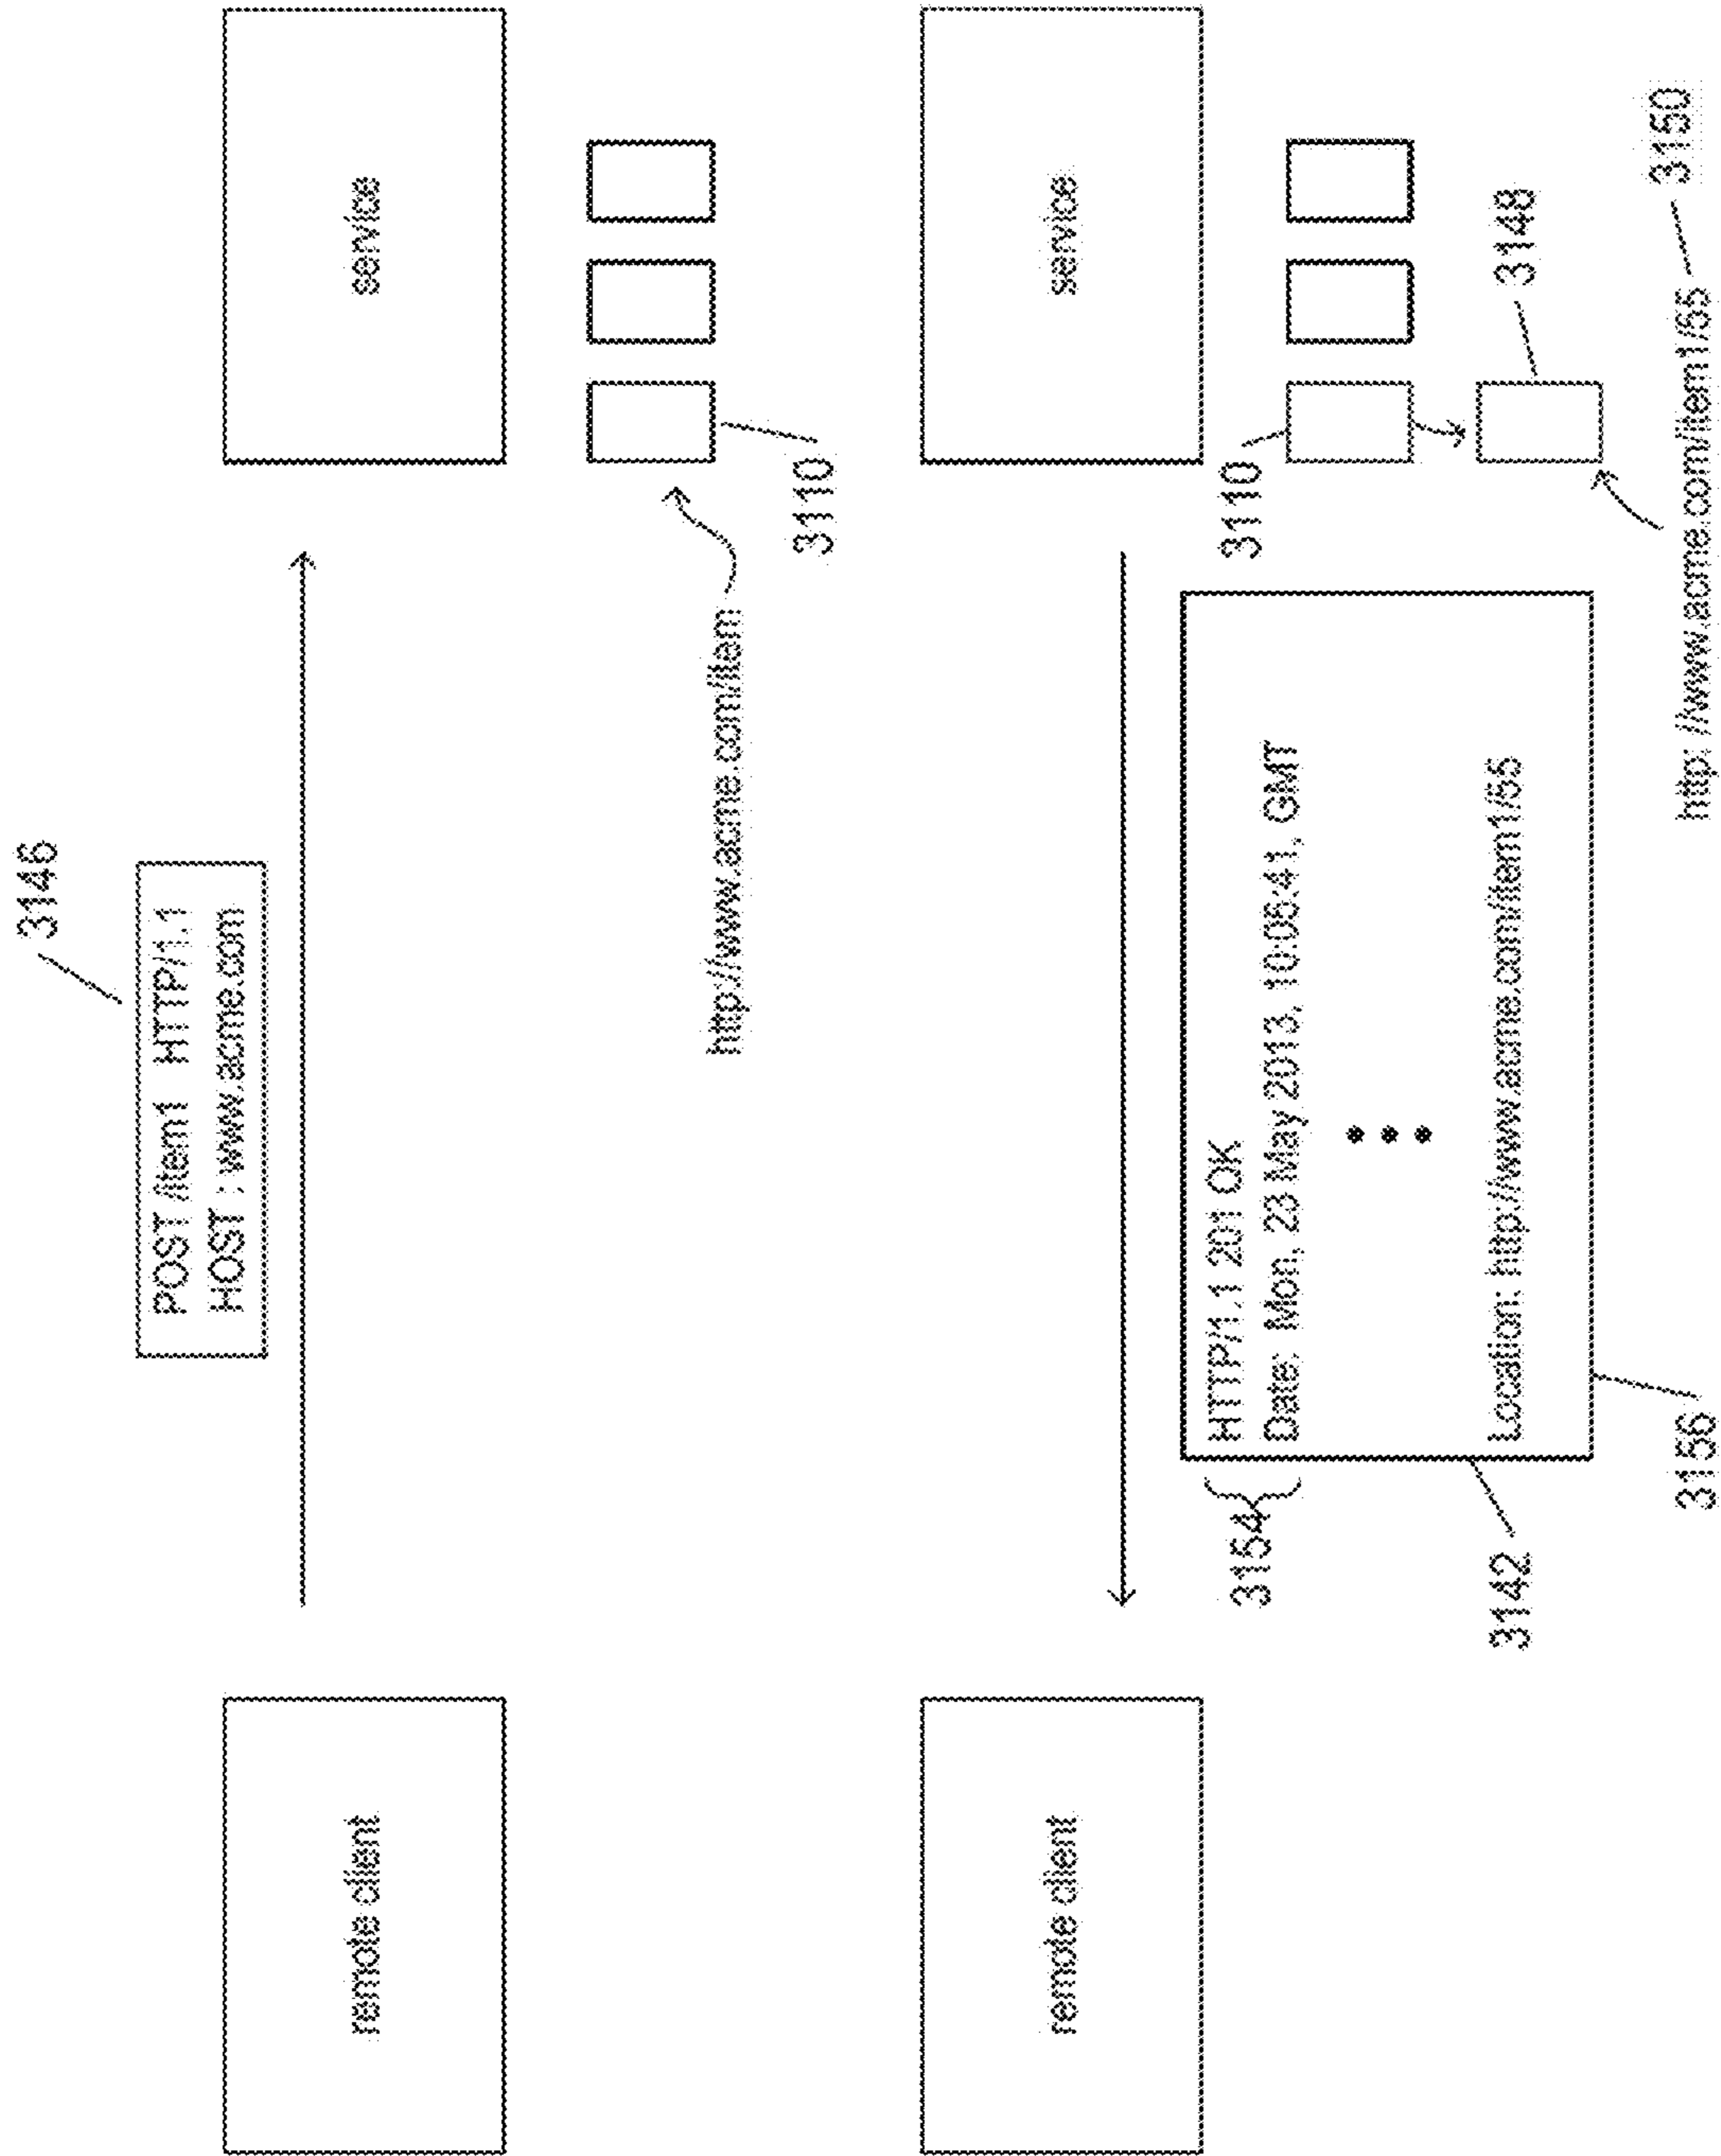 3146
POST /item1 HTTP/1.1
HOST : www.acme.com
remote client
service
http://www.acme.com/item
3110
remote client
service
3110
3154
HTTP/1.1 201 OK
Date: Mon, 23 May 2013, 10:05:41, GMT
Location: http://www.acme.com/item1/55
3148
3142
3156
http: //www.acme.com/item1/55
3150